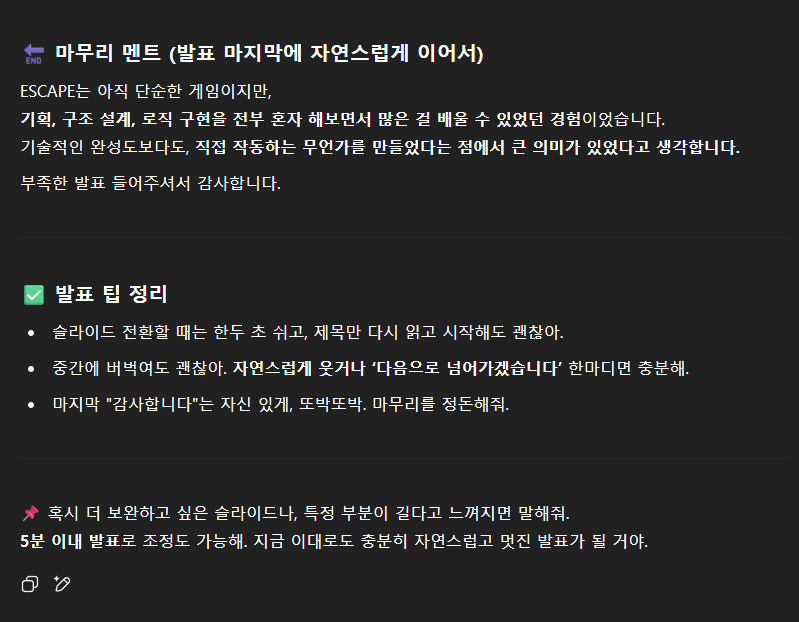 END
마무리 멘트 (발표 마지막에 자연스럽게 이어서)
ESCAPE는 아직 단순한 게임이지만,
기획, 구조 설계, 로직 구현을 전부 혼자 해보면서 많은 걸 배울 수 있었던 경험이었습니다.
기술적인 완성도보다도, 직접 작동하는 무언가를 만들었다는 점에서 큰 의미가 있었다고 생각합니다.
부족한 발표 들어주셔서 감사합니다.
✅ 발표 팁 정리
• 슬라이드 전환할 때는 한두 초 쉬고, 제목만 다시 읽고 시작해도 괜찮아.
• 중간에 버벅여도 괜찮아. 자연스럽게 웃거나 ‘다음으로 넘어가겠습니다’ 한마디면 충분해.
• 마지막 "감사합니다"는 자신 있게, 또박또박. 마무리를 정돈해줘.
📌 혹시 더 보완하고 싶은 슬라이드나, 특정 부분이 길다고 느껴지면 말해줘.
5분 이내 발표로 조정도 가능해. 지금 이대로도 충분히 자연스럽고 멋진 발표가 될 거야.